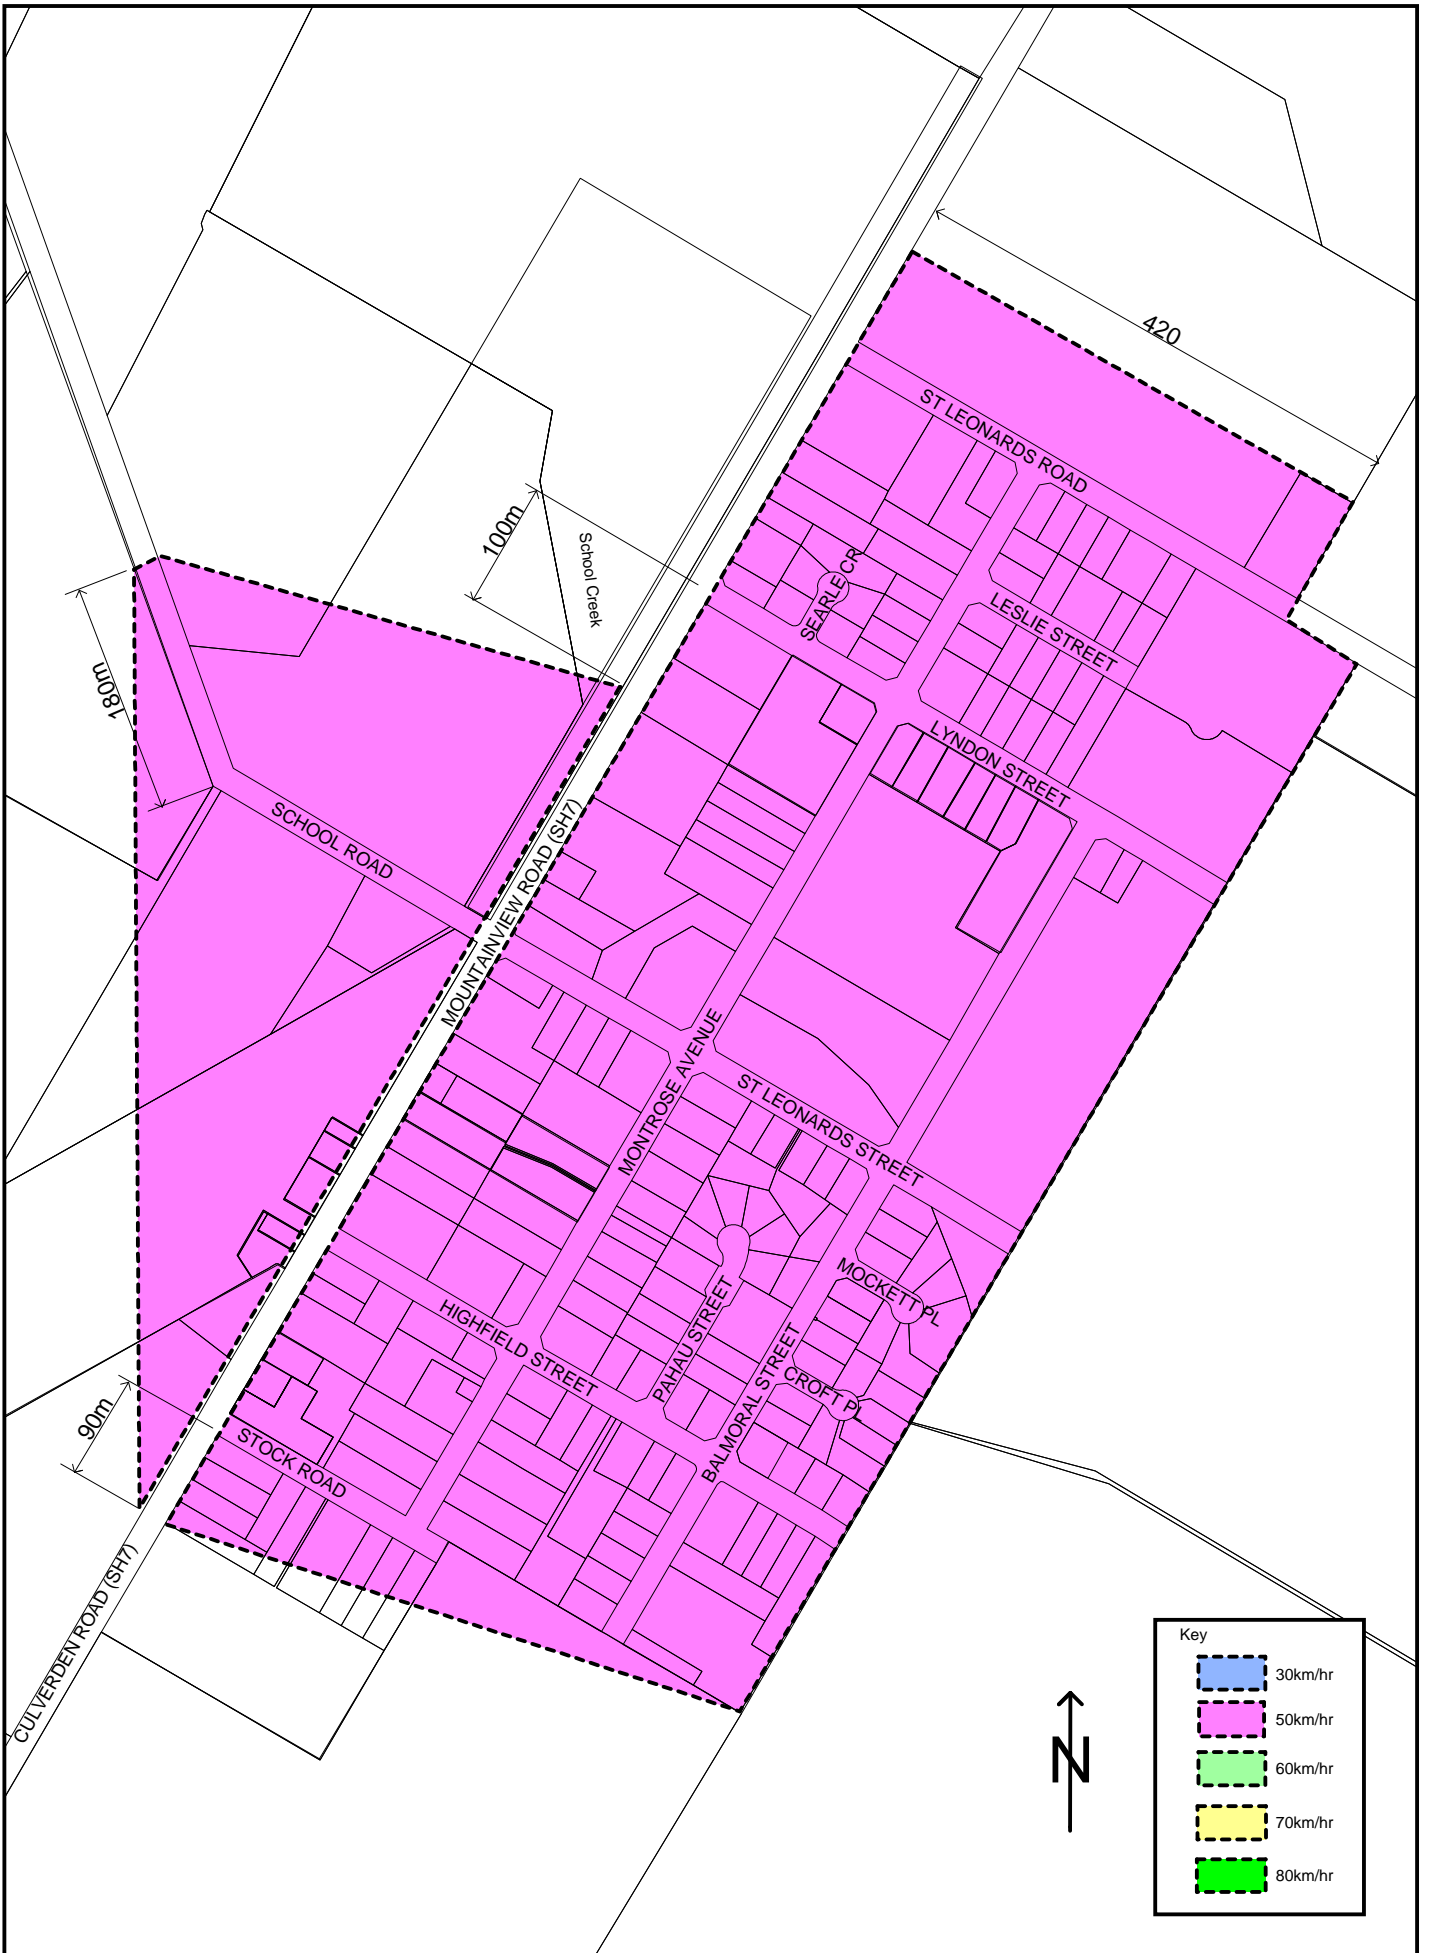 420
ST LEONARDS ROAD
100m
School Creek
SEARLE CR
LESLIE STREET
180m
LYNDON STREET
SCHOOL ROAD
MOUNTAINVIEW ROAD (SH7)
MONTROSE AVENUE
ST LEONARDS STREET
MOCKETT PL
HIGHFIELD STREET
PAHAU STREET
BALMORAL STREET
CROFT PL
90m
STOCK ROAD
CULVERDEN ROAD (SH7)
N
Key
30km/hr
50km/hr
60km/hr
70km/hr
80km/hr